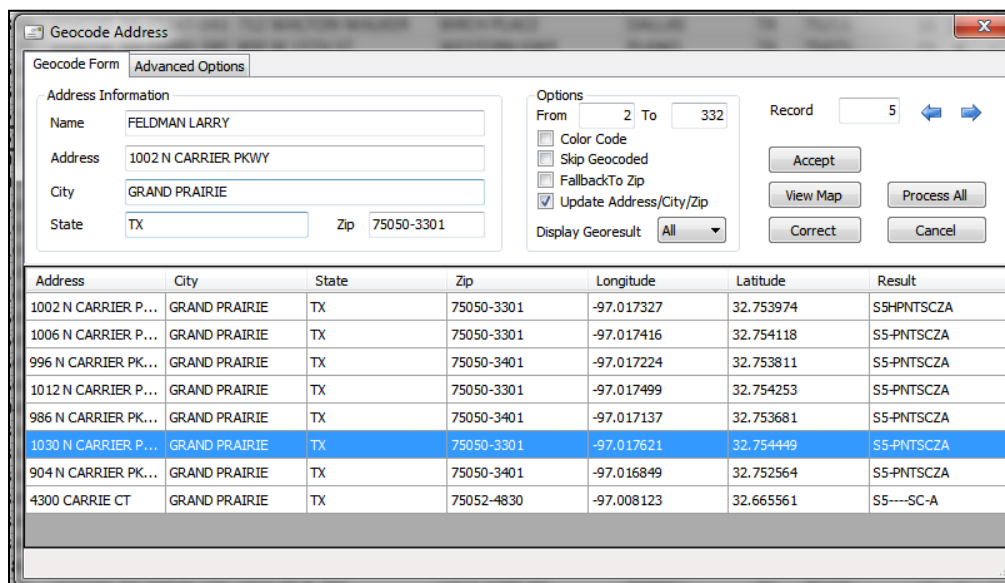 Geocode Address
Geocode Form Advanced Options
Address Information
Name FELDMAN LARRY
Address 1002 N CARRIER PKWY
City GRAND PRAIRIE
State TX Zip 75050-3301
Options
From 2 To 332
Color Code
Skip Geocoded
FallbackTo Zip
Update Address/City/Zip
Display Georesult All
Record 5
Accept
View Map Process All
Correct Cancel
Address City State Zip Longitude Latitude Result
1002 N CARRIER P... GRAND PRAIRIE TX 75050-3301 -97.017327 32.753974 S5HPNTSCZA
1006 N CARRIER P... GRAND PRAIRIE TX 75050-3301 -97.017416 32.754118 S5-PNTSCZA
996 N CARRIER PK... GRAND PRAIRIE TX 75050-3401 -97.017224 32.753811 S5-PNTSCZA
1012 N CARRIER P... GRAND PRAIRIE TX 75050-3301 -97.017499 32.754253 S5-PNTSCZA
986 N CARRIER PK... GRAND PRAIRIE TX 75050-3401 -97.017137 32.753681 S5-PNTSCZA
1030 N CARRIER P... GRAND PRAIRIE TX 75050-3301 -97.017621 32.754449 S5-PNTSCZA
904 N CARRIER PK... GRAND PRAIRIE TX 75050-3401 -97.016849 32.752564 S5-PNTSCZA
4300 CARRIE CT GRAND PRAIRIE TX 75052-4830 -97.008123 32.665561 S5----SC-A